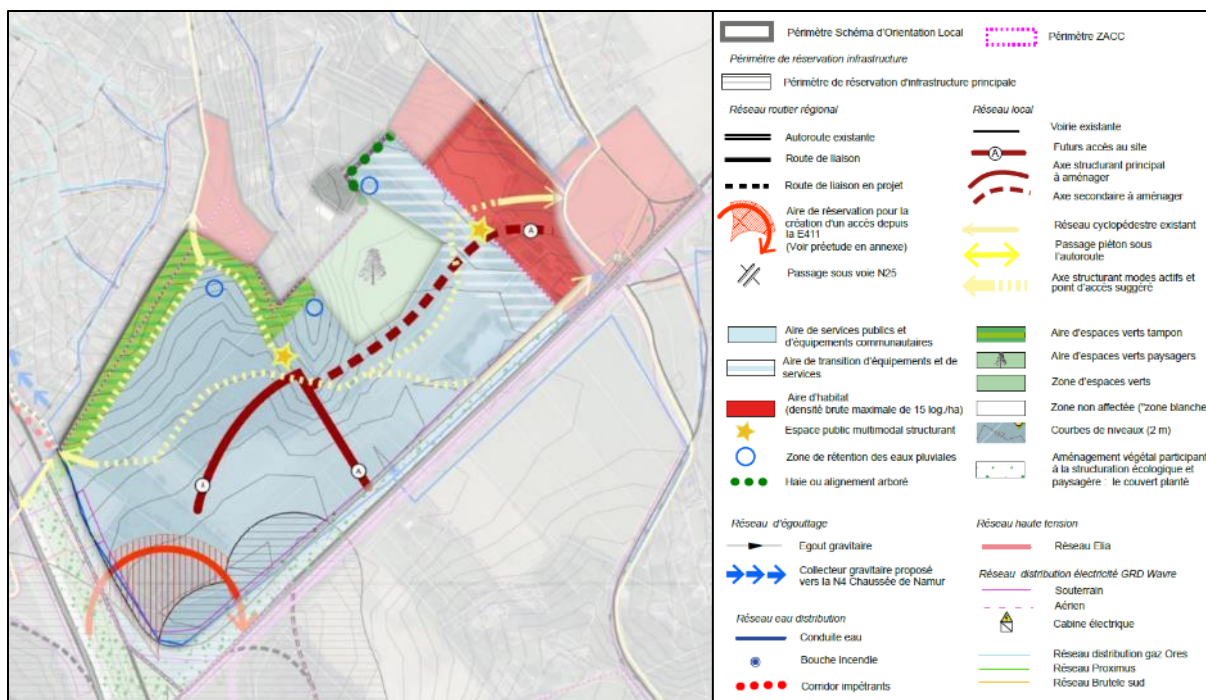 Périmètre Schéma d'Orientation Local
Périmètre ZACC
Périmètre de réservation infrastructure
Périmètre de réservation d'infrastructure principale
Réseau routier régional
Autoroute existante
Route de liaison
Route de liaison en projet
Aire de réservation pour la
création d'un accès depuis
la E411
(Voir préetude en annexe)
Passage sous voie N25
Réseau local
Voirie existante
A
Futurs accès au site
Axe structurant principal
à aménager
Axe secondaire à aménager
Réseau cyclopédestre existant
Passage piéton sous
l'autoroute
Axe structurant modes actifs et
point d'accès suggéré
Aire de services publics et
d'équipements communautaires
Aire de transition d'équipements et de
services
Aire d'habitat
(densité brute maximale de 15 log./ha)
Espace public multimodal structurant
Zone de rétention des eaux pluviales
Haie ou alignement arboré
Aire d'espaces verts tampon
Aire d'espaces verts paysagers
Zone d'espaces verts
Zone non affectée ("zone blanche
Courbes de niveaux (2 m)
Aménagement végétal participant
à la structuration écologique et
paysagère : le couvert planté
Réseau d'égouttage
Egout gravitaire
Collecteur gravitaire proposé
vers la N4 Chaussée de Namur
Réseau eau distribution
Conduite eau
Bouche incendie
Corridor impétrants
Réseau haute tension
Réseau Elia
Réseau distribution électricité GRD Wavre
Souterrain
Aérien
Cabine électrique
Réseau distribution gaz Ores
Réseau Proximus
Réseau Brutele sud
A
A
A